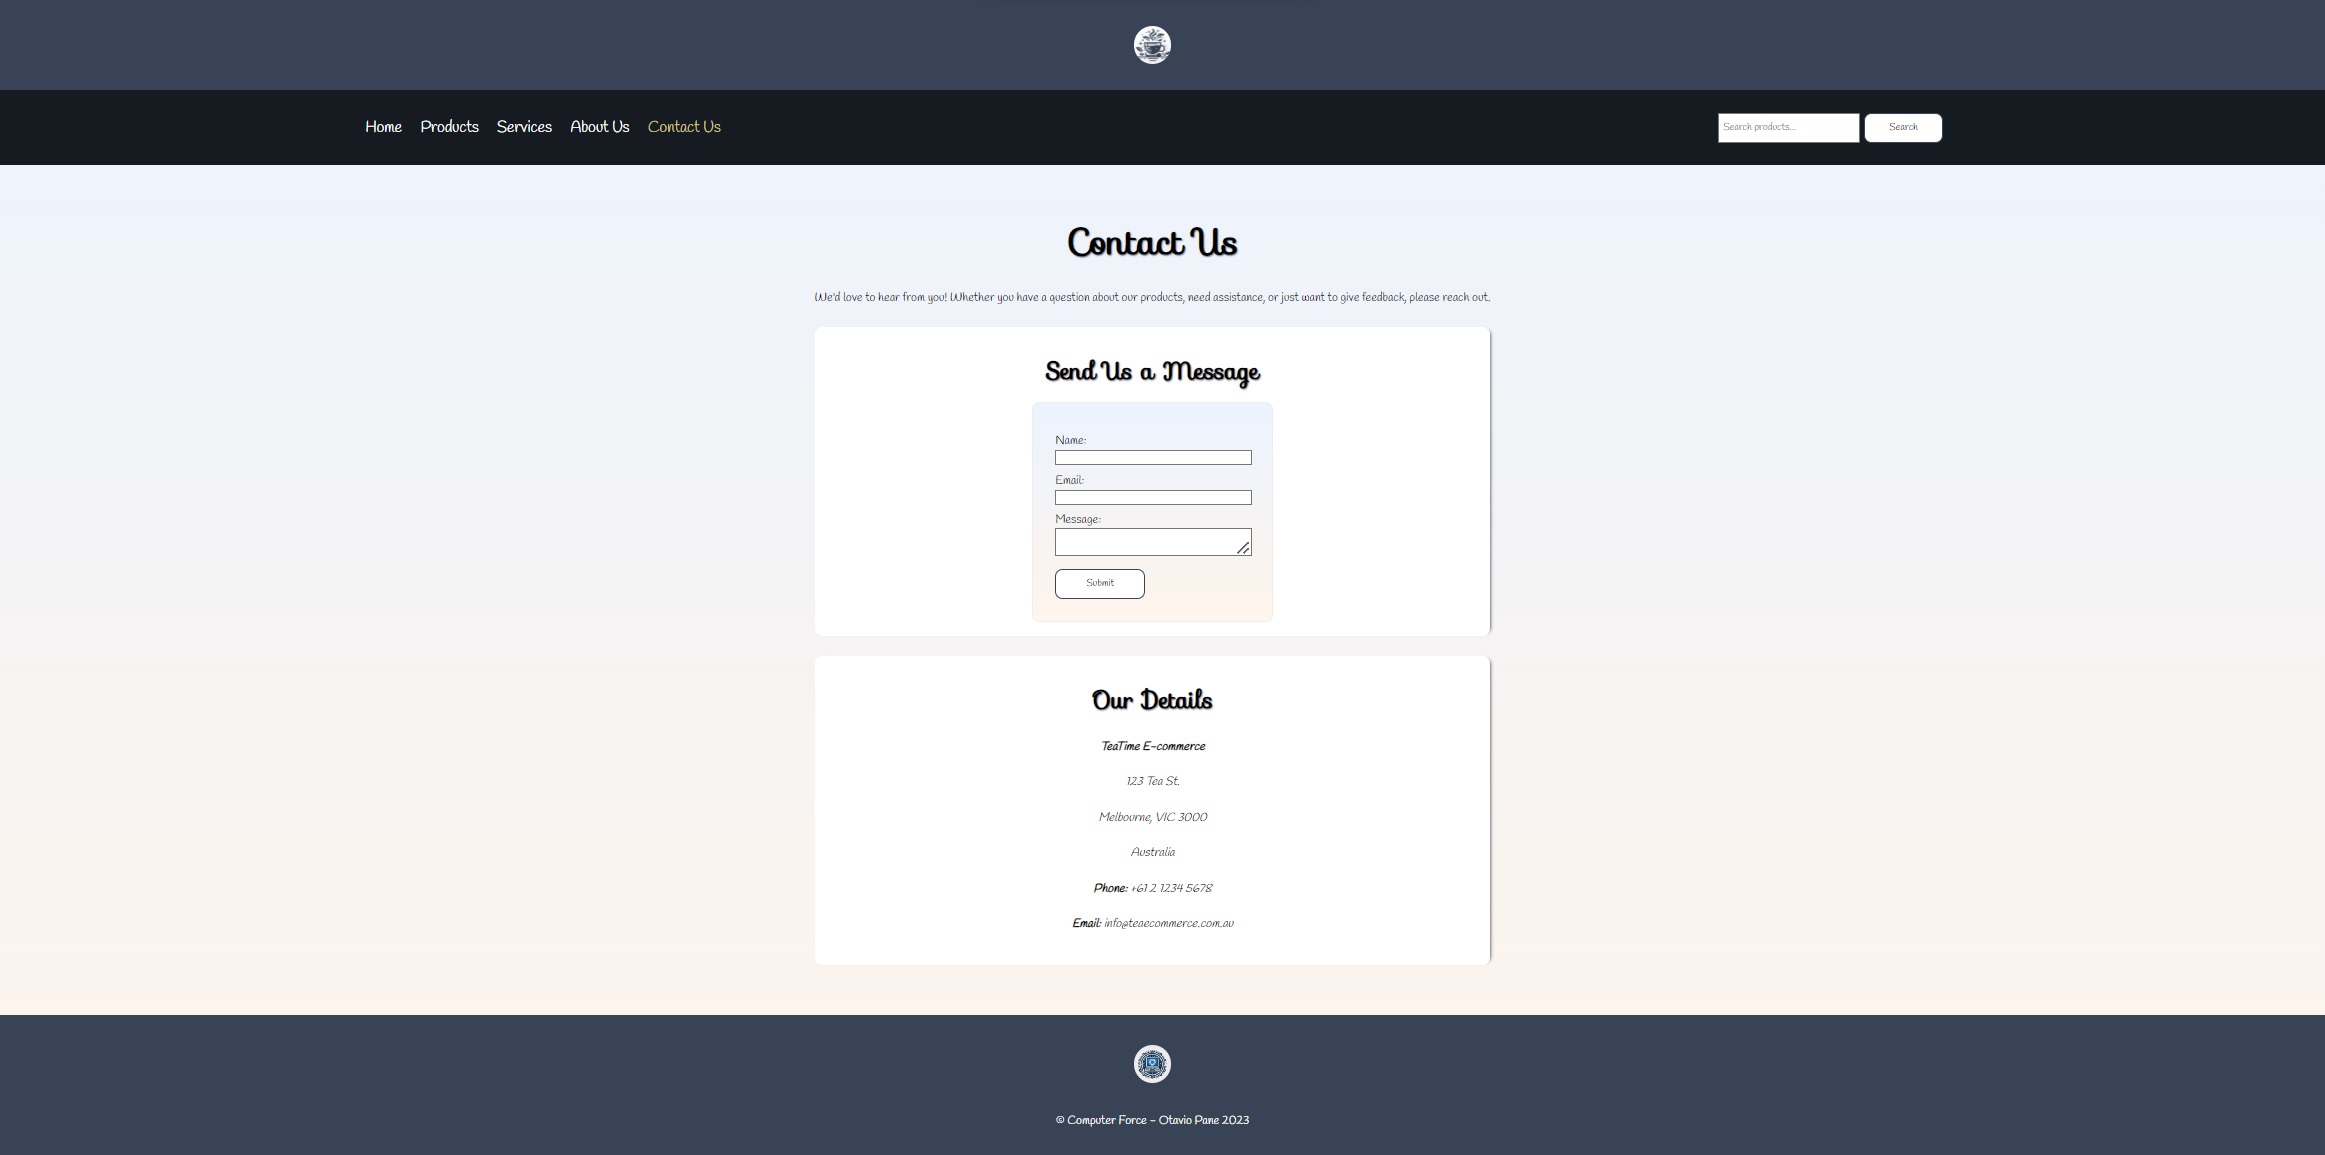 Home Products Services About Us Contact Us
Search products... Search
Contact Us
We'd love to hear from you! Whether you have a question about our products, need assistance, or just want to give feedback, please reach out.
Send Us a Message
Name:
Email:
Message:
Submit
Our Details
TeaTime E-commerce
123 Tea St.
Melbourne, VIC 3000
Australia
Phone: +61 2 1234 5678
Email: info@teaecommerce.com.au
© Computer Force - Otavio Pane 2023